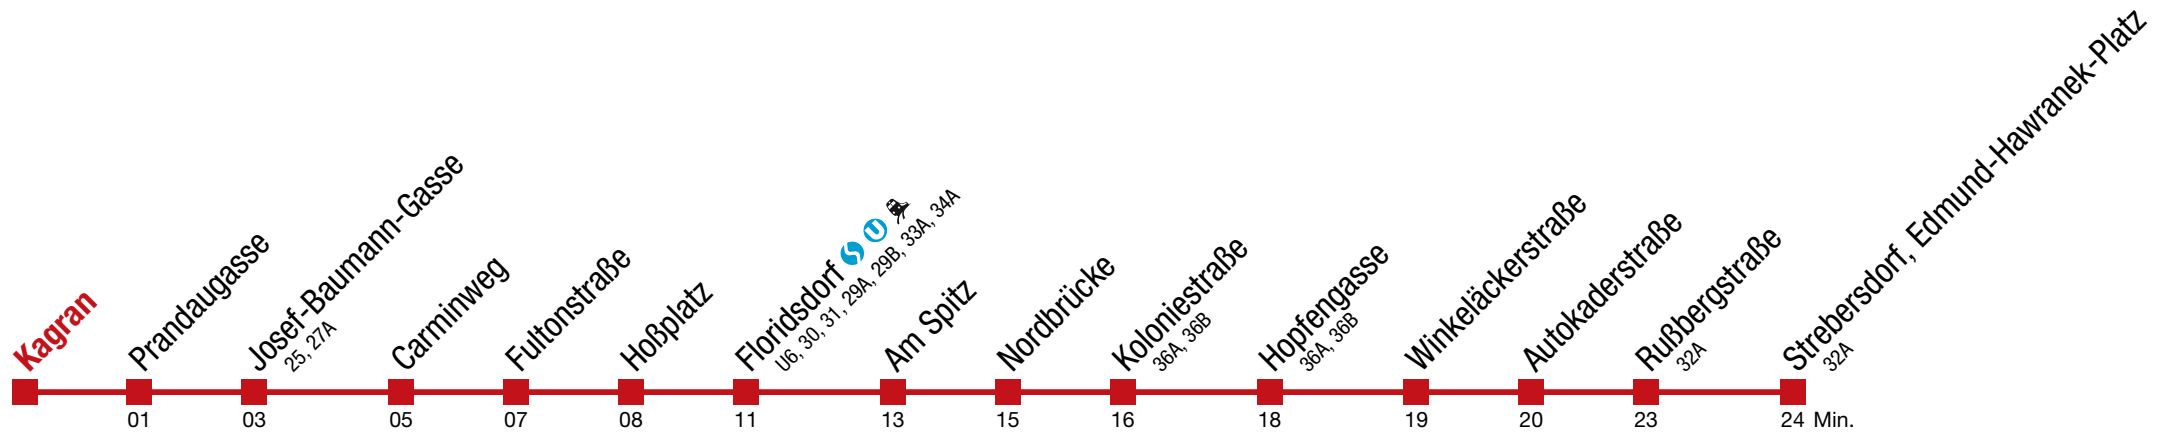 Kagran
Prandaugasse
Josef-Baumann-Gasse
25, 27A
Carminweg
Fultonstraße
Hoßplatz
Floridsdorf S U
U6, 30, 31, 29A, 29B, 33A, 34A
Am Spitz
Nordbrücke
Koloniestraße
36A, 36B
Hopfengasse
36A, 36B
Winkeläckerstraße
Autokaderstraße
Rußbergstraße
32A
Strebersdorf, Edmund-Hawranek-Platz
32A
01 03 05 07 08 11 13 15 16 18 19 20 23 24 Min.